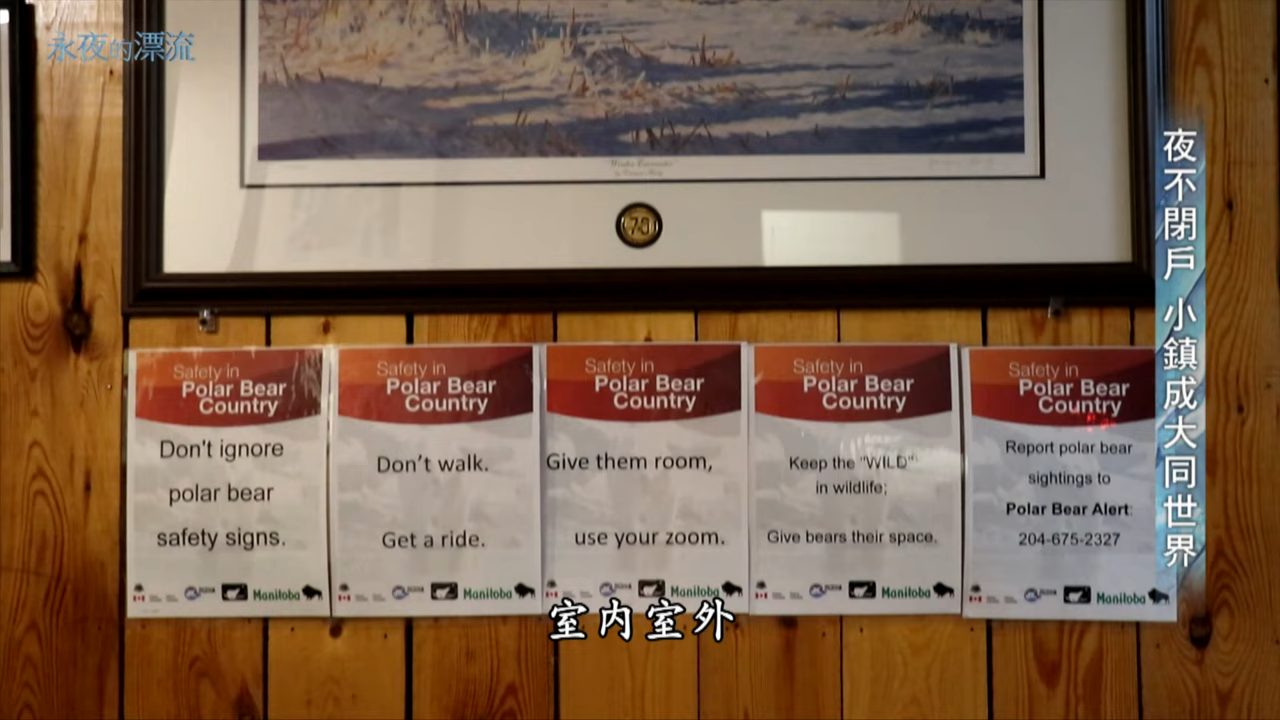 永夜的漂流
夜不閉戶 小鎮成大同世界
78
Safety in
Polar Bear
Country
Don't ignore
polar bear
safety signs.
Manitoba
Safety in
Polar Bear
Country
Don't walk.
Get a ride.
Manitoba
Safety in
Polar Bear
Country
Give them room,
use your zoom.
Manitoba
Safety in
Polar Bear
Country
Keep the "WILD"
in wildlife;
Give bears their space.
Manitoba
Safety in
Polar Bear
Country
Report polar bear
sightings to
Polar Bear Alert:
204-675-2327
Manitoba
室內室外